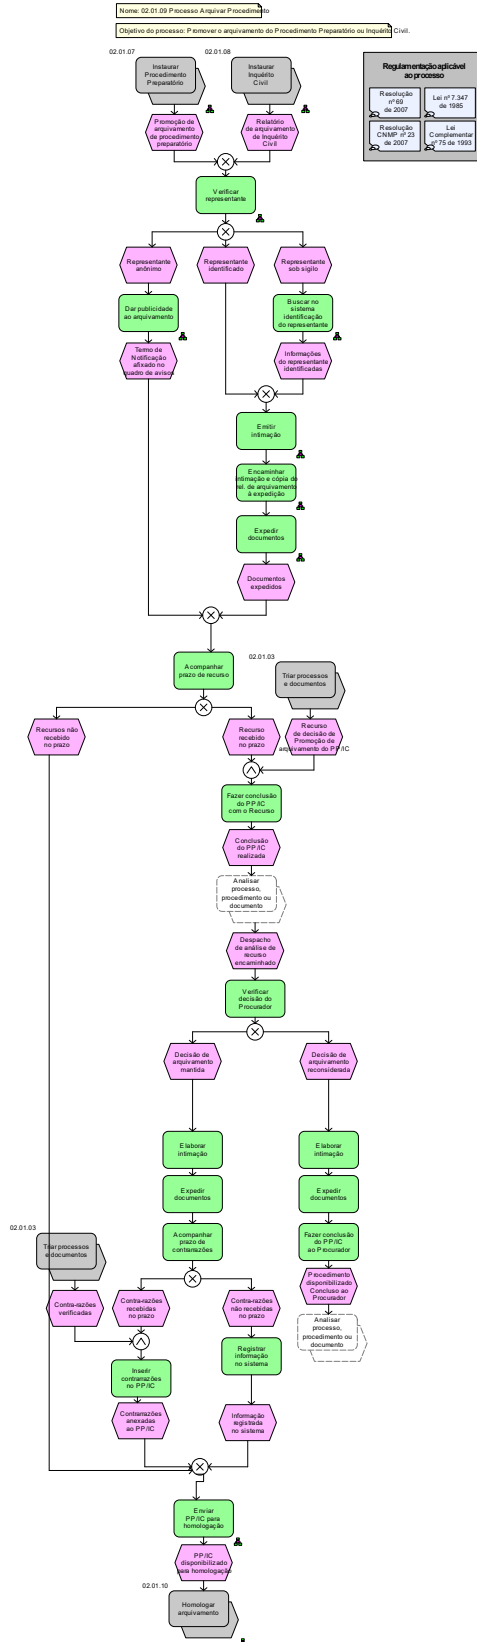 Nome: 02.01.09 Processo Arquivar Procedimento
Objetivo do processo: Promover o arquivamento do Procedimento Preparatório ou Inquérito Civil.
02.01.07
02.01.08
Instaurar
Procedimento
Preparatório
Instaurar
Inquérito
Civil
Regulamentação aplicável
ao processo
Resolução
nº 69
de 2007
Lei nº 7.347
de 1985
Resolução
CNMP nº 23
de 2007
Lei
Complementar
nº 75 de 1993
Promoção de
arquivamento
de procedimento
preparatório
Relatório
de arquivamento
de Inquérito
Civil
Verificar
representante
Representante
anônimo
Representante
identificado
Representante
sob sigilo
Dar publicidade
ao arquivamento
Buscar no
sistema
identificação
do representante
Termo de
Notificação
afixado no
quadro de avisos
Informações
do representante
identificadas
Emitir
intimação
Encaminhar
intimação e cópia do
rel. de arquivamento
à expedição
Expedir
documentos
Documentos
expedidos
Acompanhar
prazo de recurso
02.01.03
Triar processos
e documentos
Recursos não
recebido
no prazo
Recurso
recebido
no prazo
Recurso
de decisão de
Promoção de
arquivamento do PP/IC
Fazer conclusão
do PP/IC
com o Recurso
Conclusão
do PP/IC
realizada
Analisar
processo,
procedimento ou
documento
Despacho
de análise de
recurso
encaminhado
Verificar
decisão do
Procurador
Decisão de
arquivamento
mantida
Decisão de
arquivamento
reconsiderada
Elaborar
intimação
Elaborar
intimação
Expedir
documentos
Expedir
documentos
Acompanhar
prazo de
contrarrazões
Fazer conclusão
do PP/IC
ao Procurador
02.01.03
Triar processos
e documentos
Procedimento
disponibilizado
Concluso ao
Procurador
Contra-razões
verificadas
Contra-razões
recebidas
no prazo
Contra-razões
não recebidas
no prazo
Analisar
processo,
procedimento ou
documento
Registrar
informação
no sistema
Inserir
contrarrazões
no PP/IC
Contrarrazões
anexadas
ao PP/IC
Informação
registrada
no sistema
Enviar
PP/IC para
homologação
PP/IC
disponibilizado
para homologação
02.01.10
Homologar
arquivamento